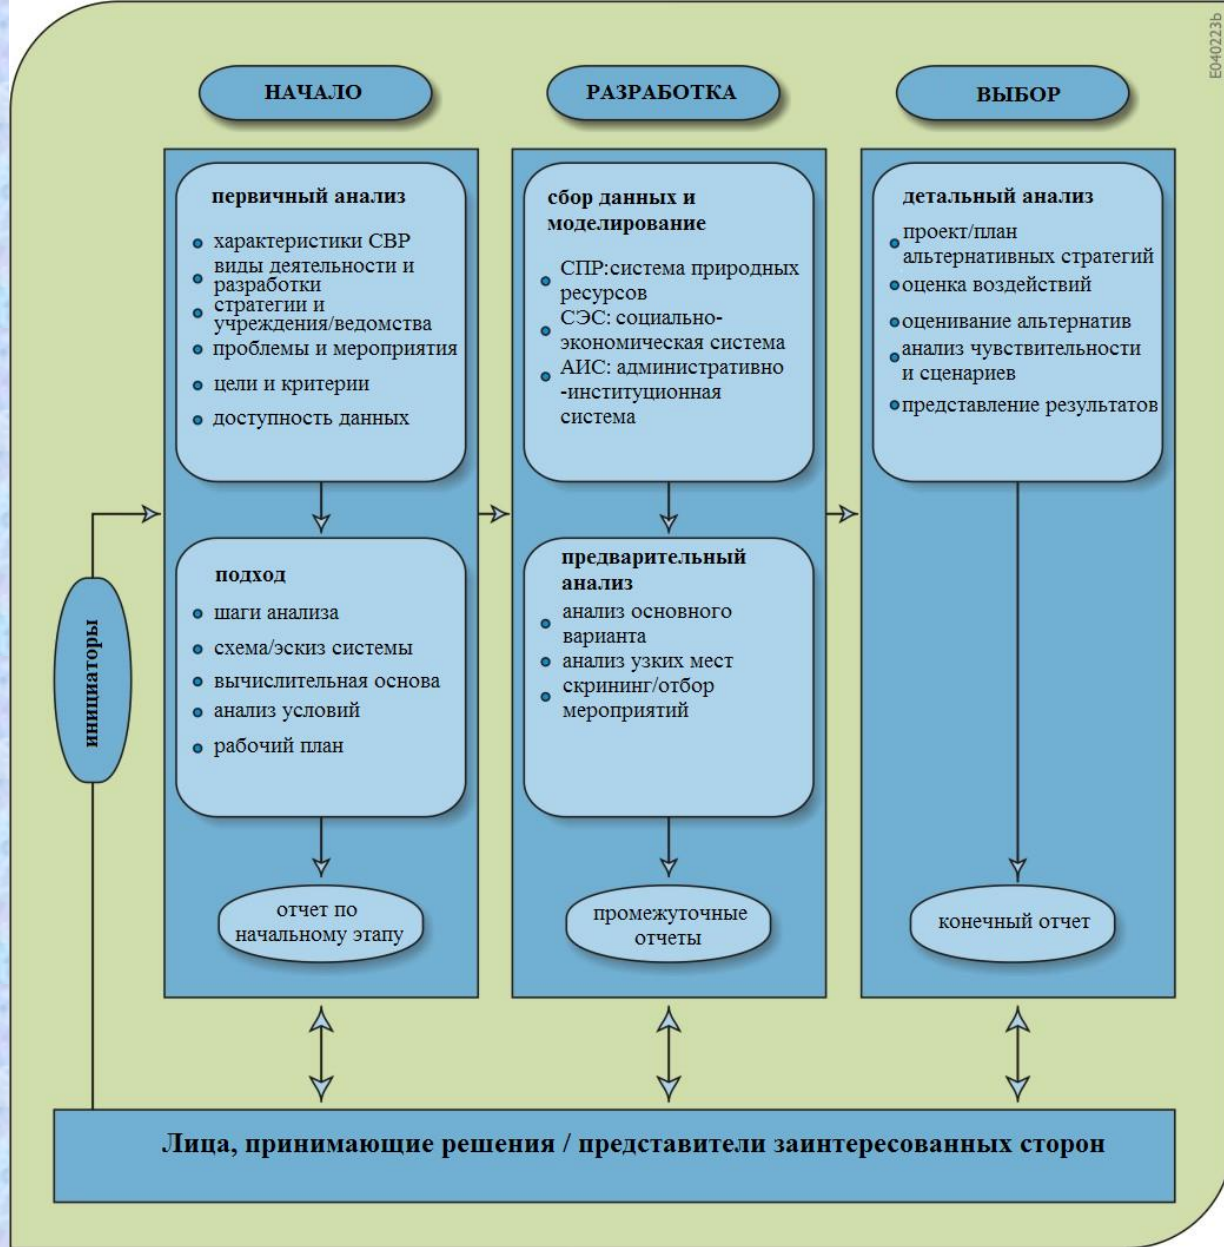 E040223b
НАЧАЛО
первичный анализ
характеристики СВР
виды деятельности и
разработки
стратегии и
учреждения/ведомства
проблемы и мероприятия
цели и критерии
доступность данных
подход
шаги анализа
схема/эскиз системы
вычислительная основа
анализ условий
рабочий план
отчет по
начальному этапу
РАЗРАБОТКА
сбор данных и
моделирование
СПР:система природных
ресурсов
СЭС: социально-
экономическая система
АИС: административно
-институционная
система
предварительный
анализ
анализ основного
варианта
анализ узких мест
скрининг/отбор
мероприятий
промежуточные
отчеты
ВЫБОР
детальный анализ
проект/план
альтернативных стратегий
оценка воздействий
оценивание альтернатив
анализ чувствительности
и сценариев
представление результатов
конечный отчет
инициаторы
Лица, принимающие решения / представители заинтересованных сторон